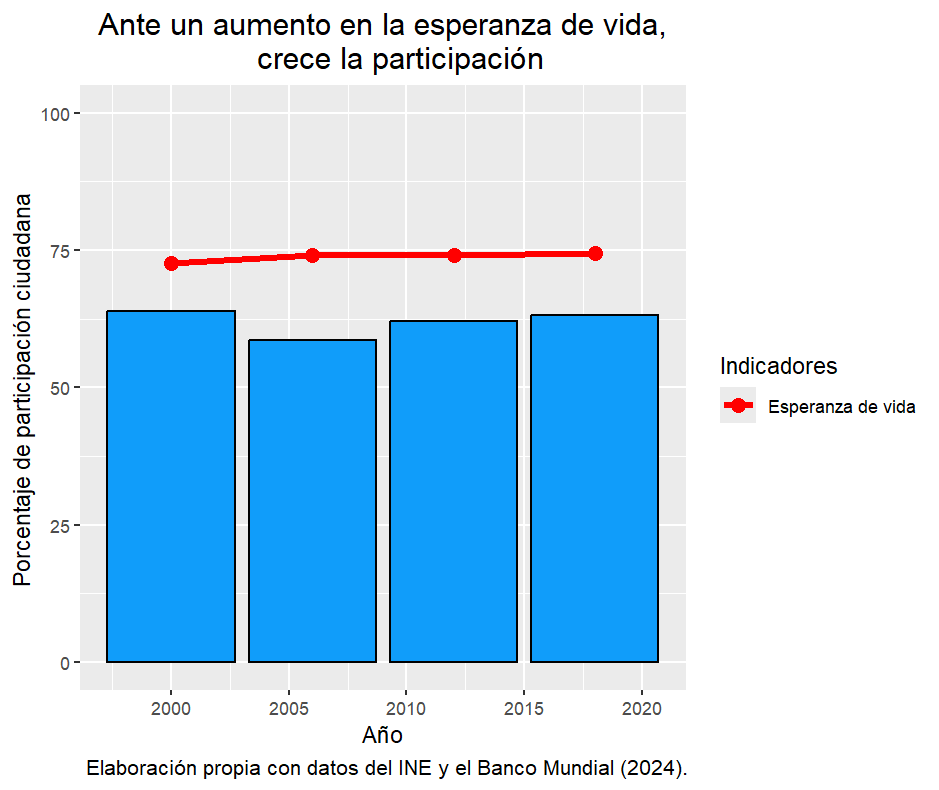 Ante un aumento en la esperanza de vida,
crece la participación
Porcentaje de participación ciudadana
100
75
50
25
0
2000 2005 2010 2015 2020
Año
Indicadores
Esperanza de vida
Elaboración propia con datos del INE y el Banco Mundial (2024).